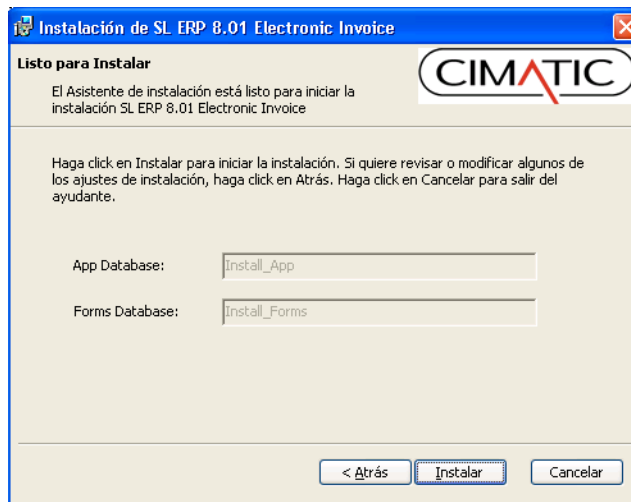 Instalación de SL ERP 8.01 Electronic Invoice
Listo para Instalar
El Asistente de instalación está listo para iniciar la
instalación SL ERP 8.01 Electronic Invoice
CIMATIC
Haga click en Instalar para iniciar la instalación. Si quiere revisar o modificar algunos de
los ajustes de instalación, haga click en Atrás. Haga click en Cancelar para salir del
ayudante.
App Database: Install_App
Forms Database: Install_Forms
< Atrás Instalar Cancelar